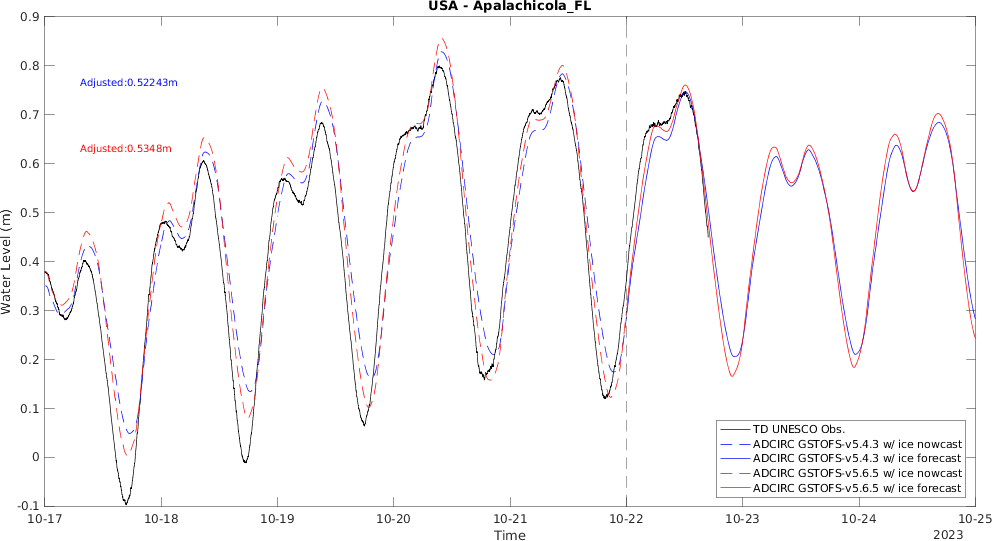 USA - Apalachicola_FL
0.9
0.8
0.7
0.6
0.5
0.4
0.3
0.2
0.1
0
-0.1
Water Level (m)
Adjusted:0.52243m
Adjusted:0.5348m
TD UNESCO Obs.
ADCIRC GSTOFS-v5.4.3 w/ ice nowcast
ADCIRC GSTOFS-v5.4.3 w/ ice forecast
ADCIRC GSTOFS-v5.6.5 w/ ice nowcast
ADCIRC GSTOFS-v5.6.5 w/ ice forecast
10-17 10-18 10-19 10-20 10-21 10-22 10-23 10-24 10-25
Time
2023